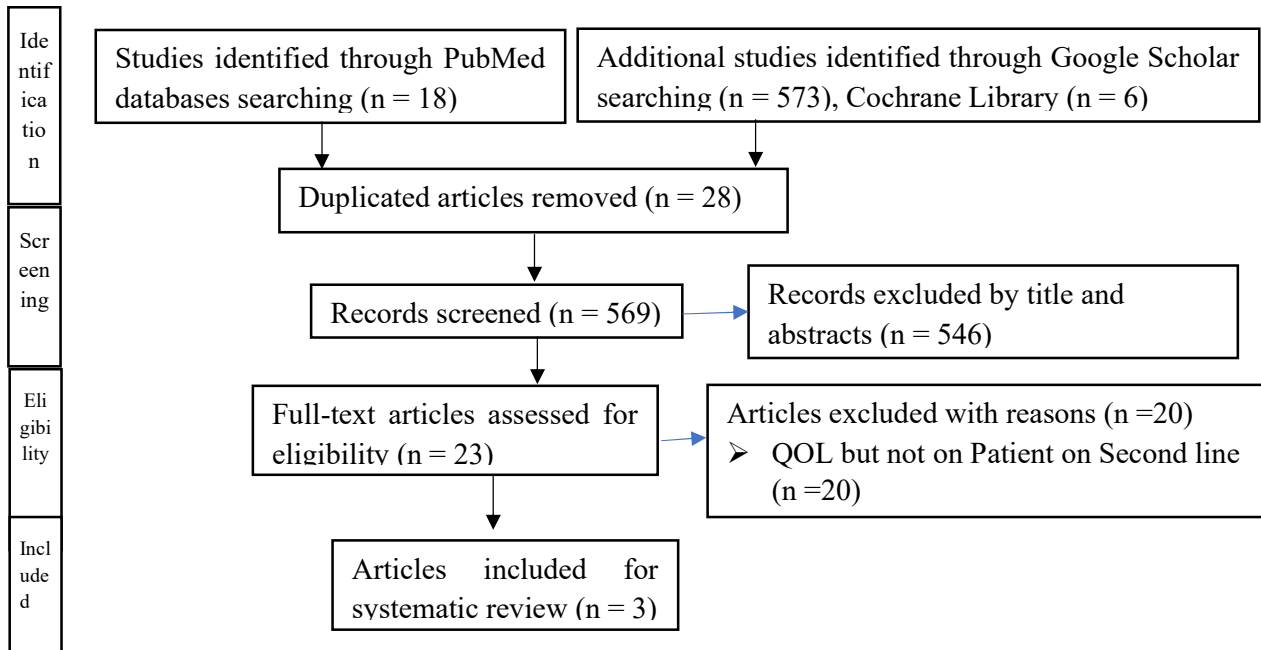 Ide
ntif
ica
tio
n
Studies identified through PubMed
databases searching (n = 18)
Additional studies identified through Google Scholar
searching (n = 573), Cochrane Library (n = 6)
Duplicated articles removed (n = 28)
Scr
een
ing
Records screened (n = 569)
Records excluded by title and
abstracts (n = 546)
Eli
gibi
lity
Full-text articles assessed for
eligibility (n = 23)
Articles excluded with reasons (n =20)
➢ QOL but not on Patient on Second line
(n =20)
Incl
ude
d
Articles included for
systematic review (n = 3)